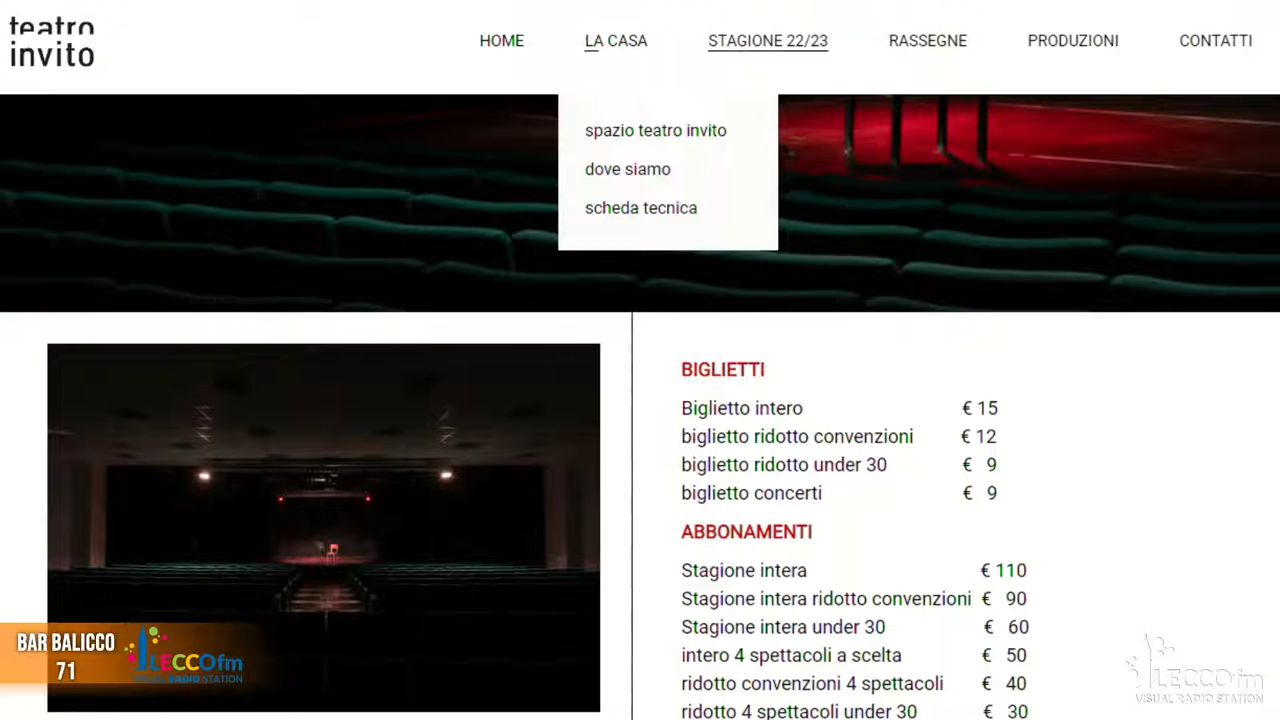 teatro
invito
HOME LA CASA STAGIONE 22/23 RASSEGNE PRODUZIONI CONTATTI
spazio teatro invito
dove siamo
scheda tecnica
BIGLIETTI
Biglietto intero € 15
biglietto ridotto convenzioni € 12
biglietto ridotto under 30 € 9
biglietto concerti € 9
ABBONAMENTI
Stagione intera € 110
Stagione intera ridotto convenzioni € 90
Stagione intera under 30 € 60
intero 4 spettacoli a scelta € 50
ridotto convenzioni 4 spettacoli € 40
ridotto 4 spettacoli under 30 € 30
BAR BALICCO
71
LECCOfm
VISUAL RADIO STATION
LECCOfm
VISUAL RADIO STATION